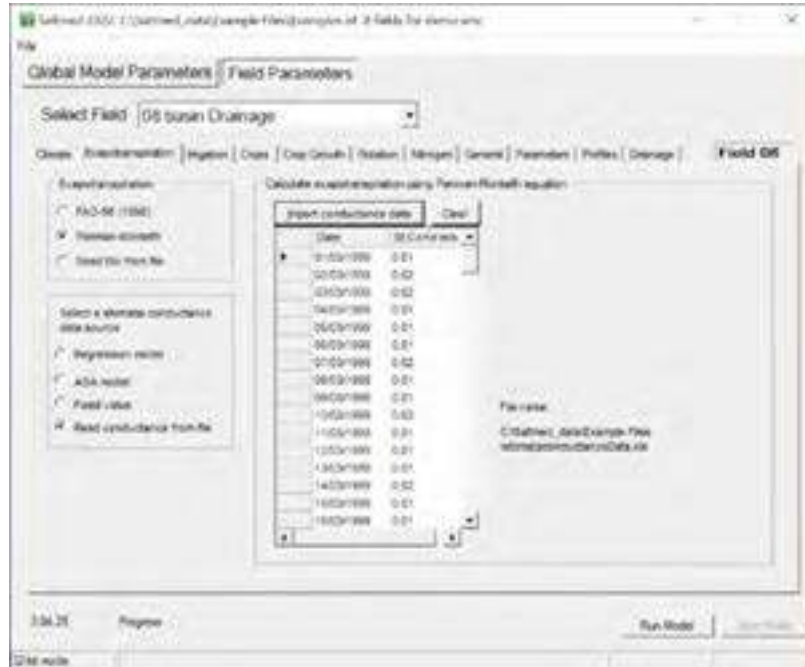 File
Global Model Parameters Field Parameters
Select Field 08 basin Drainage
Climate Evapotranspiration Irrigation Crops Crop Growth Rotation Nitrogen General Parameters Profiles Drainage Field 08
Evapotranspiration
FAO-56 (1998)
Penman-Monteith
Read Eto from file
Select a stomatal conductance
data source
Regression model
ABA model
Fixed value
Read conductance from file
Calculate evapotranspiration using Penman-Monteith equation
Import conductance data Clear
Date
01/03/1999 0.01
02/03/1999 0.02
03/03/1999 0.02
04/03/1999 0.01
05/03/1999 0.01
06/03/1999 0.01
07/03/1999 0.02
08/03/1999 0.01
09/03/1999 0.01
10/03/1999
11/03/1999 0.01
12/03/1999 0.01
13/03/1999 0.01
14/03/1999 0.02
15/03/1999 0.01
16/03/1999 0.01
File name:
Progress
Run Model